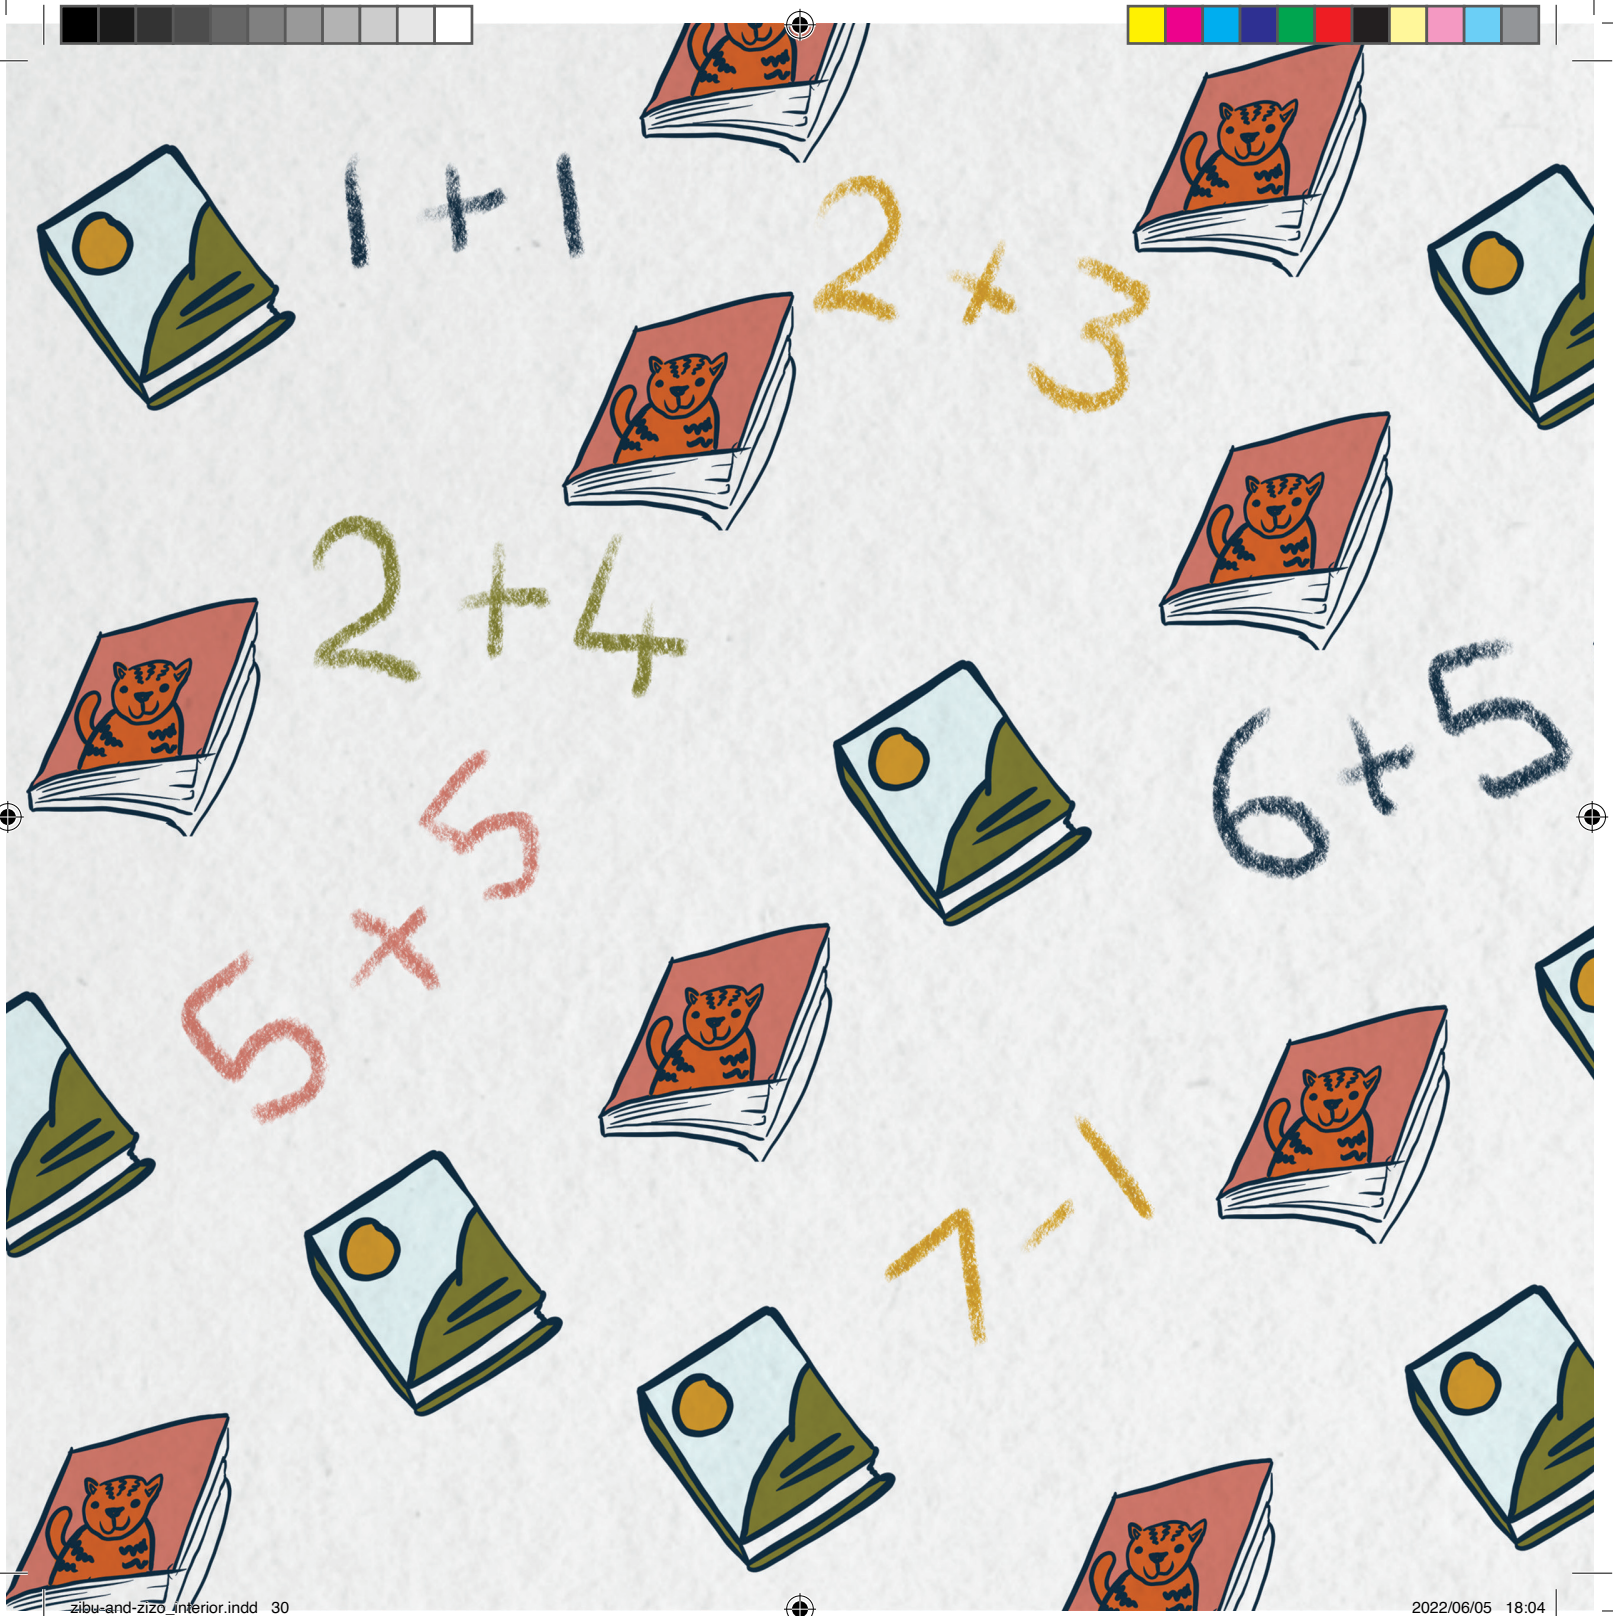 1 + 1
2 + 3
2 + 4
6 + 5
5 × 5
7 - 1
zibu-and-zizo_interior.indd 30
2022/06/05 18:04